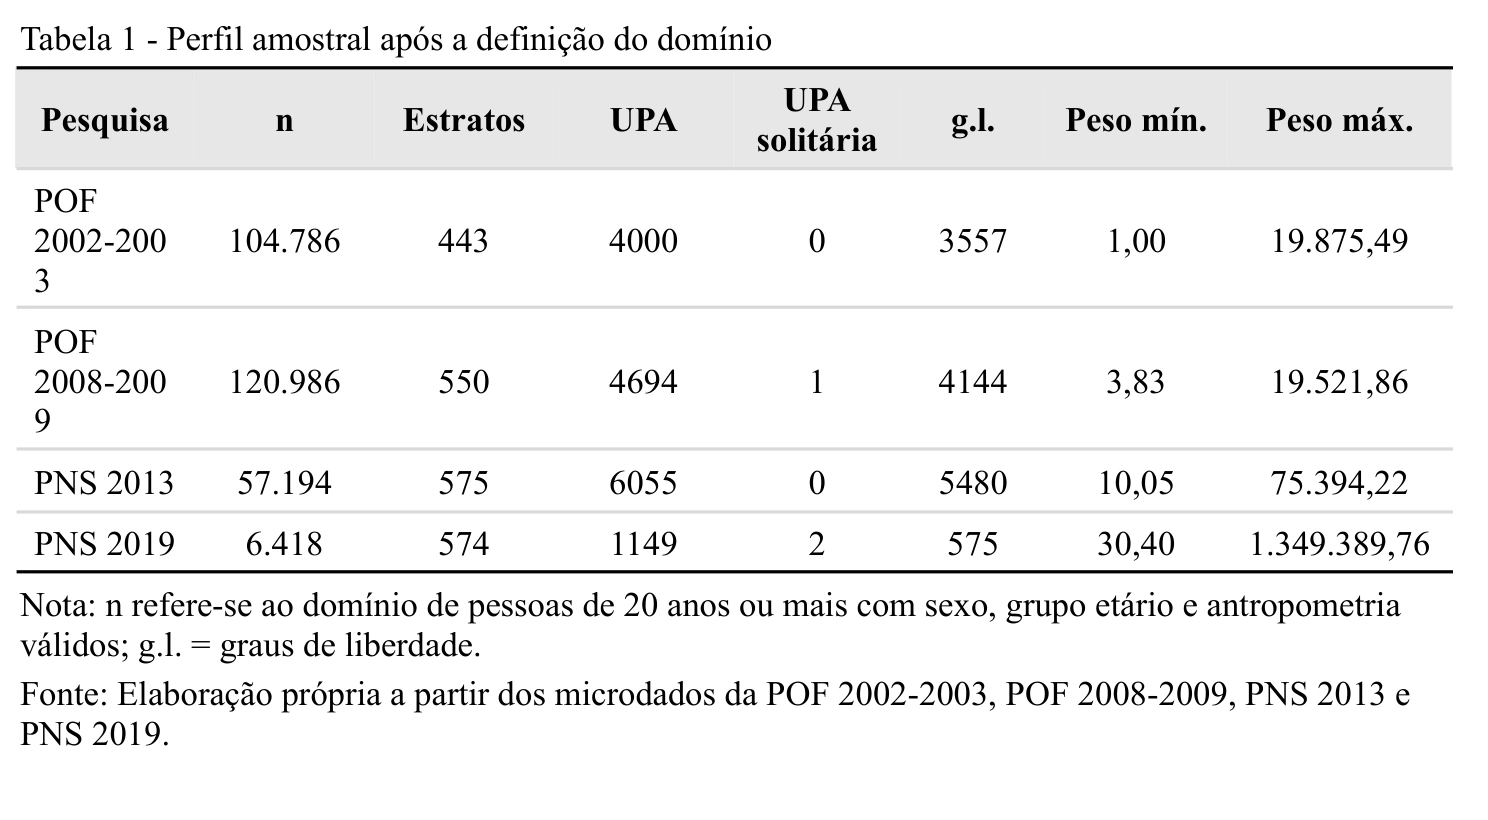 Tabela 1 - Perfil amostral após a definição do domínio
Pesquisa n Estratos UPA UPA solitária g.l. Peso mín. Peso máx.
POF
2002-200
3 104.786 443 4000 0 3557 1,00 19.875,49
POF
2008-200
9 120.986 550 4694 1 4144 3,83 19.521,86
PNS 2013 57.194 575 6055 0 5480 10,05 75.394,22
PNS 2019 6.418 574 1149 2 575 30,40 1.349.389,76
Nota: n refere-se ao domínio de pessoas de 20 anos ou mais com sexo, grupo etário e antropometria
válidos; g.l. = graus de liberdade.
Fonte: Elaboração própria a partir dos microdados da POF 2002-2003, POF 2008-2009, PNS 2013 e
PNS 2019.